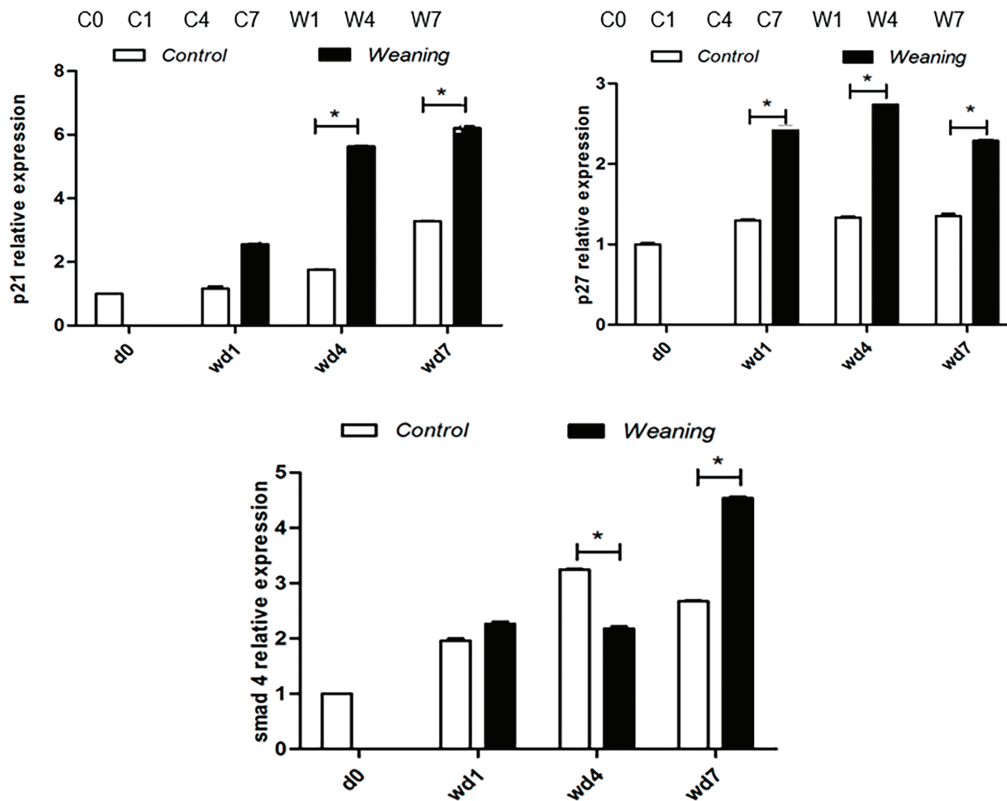 C0 C1 C4 C7 W1 W4 W7
Control Weaning
p21 relative expression
8
6
4
2
0
* *
d0 wd1 wd4 wd7
C0 C1 C4 C7 W1 W4 W7
Control Weaning
p27 relative expression
3
2
1
0
* * *
d0 wd1 wd4 wd7
Control Weaning
smad 4 relative expression
5
4
3
2
1
0
* *
d0 wd1 wd4 wd7